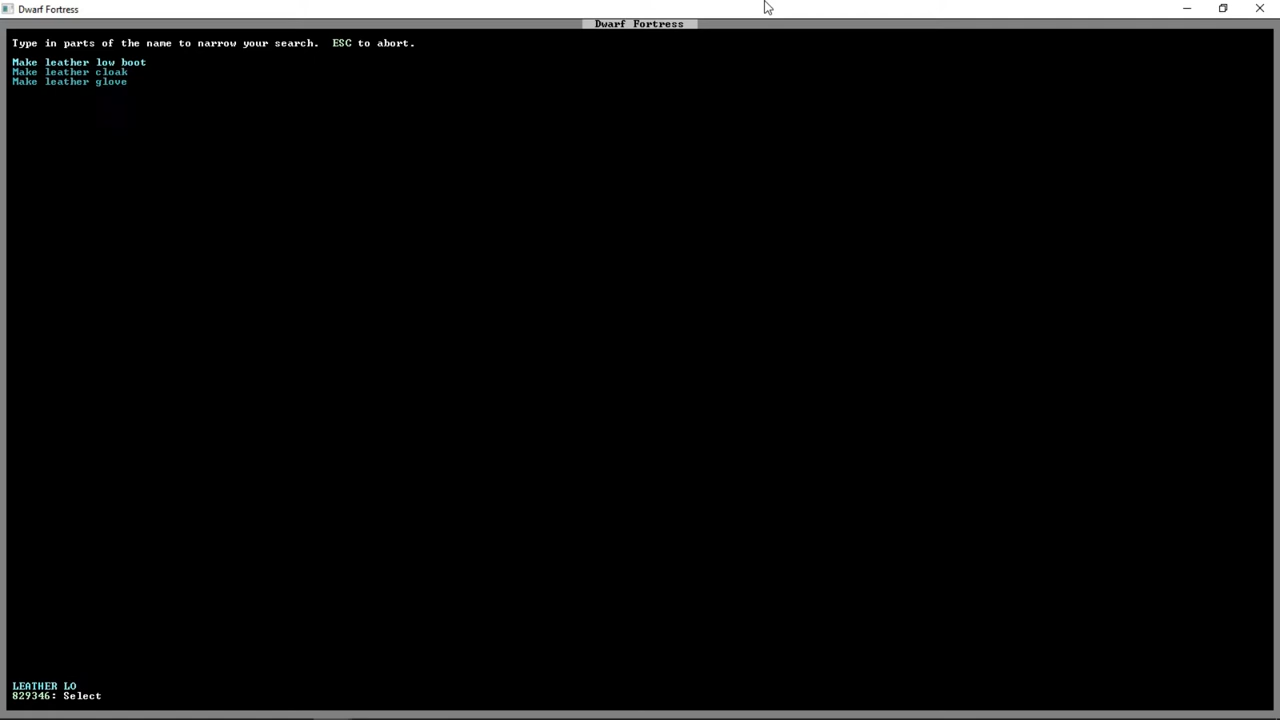 Dwarf Fortress
Dwarf Fortress
Type in parts of the name to narrow your search.  ESC to abort.
Make leather low boot
Make leather cloak
Make leather glove
LEATHER LO
829346: Select